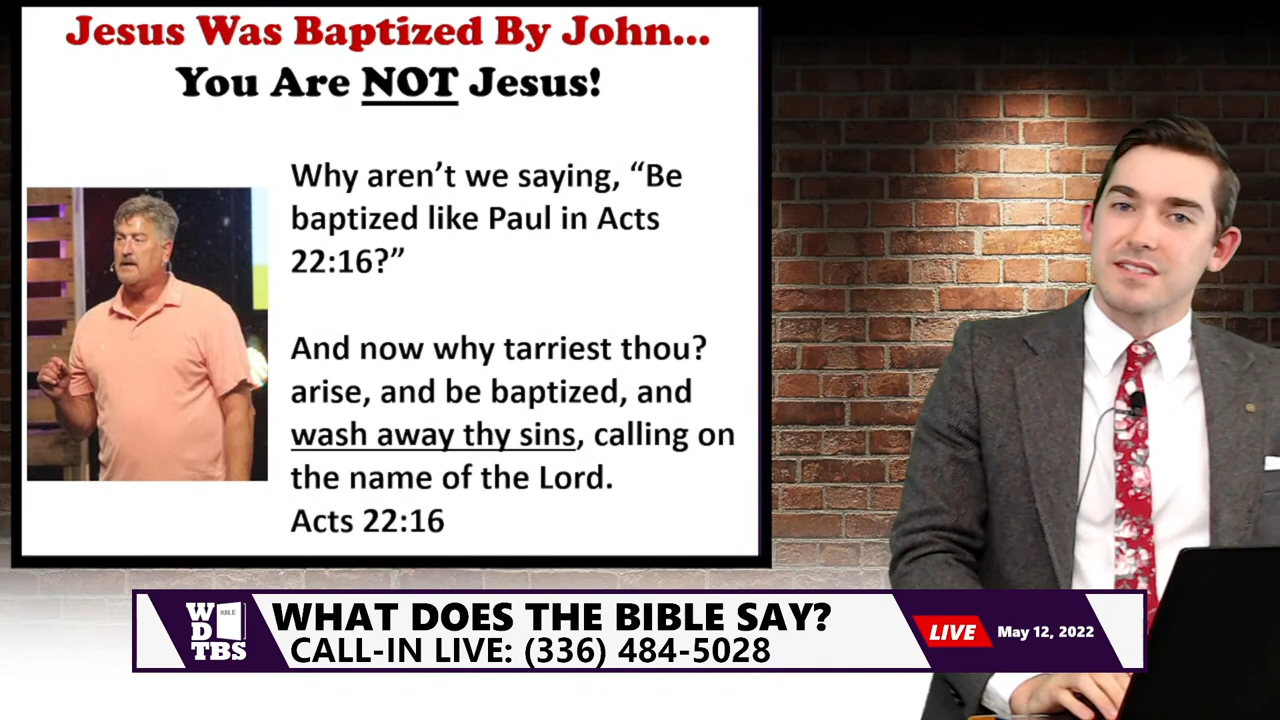 Jesus Was Baptized By John...
You Are NOT Jesus!
Why aren’t we saying, “Be
baptized like Paul in Acts
22:16?”
And now why tarriest thou?
arise, and be baptized, and
wash away thy sins, calling on
the name of the Lord.
Acts 22:16
W
D
TBS
BIBLE
WHAT DOES THE BIBLE SAY?
CALL-IN LIVE: (336) 484-5028
LIVE
May 12, 2022